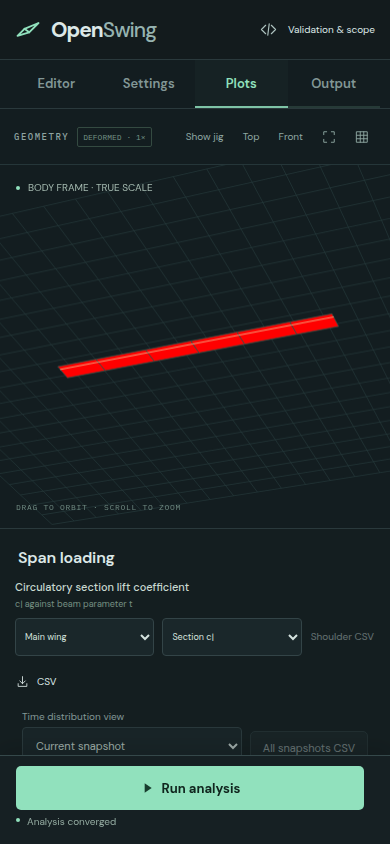 OpenSwing
Validation & scope
Editor Settings Plots Output
GEOMETRY DEFORMED · 1× Show jig Top Front
BODY FRAME · TRUE SCALE
DRAG TO ORBIT · SCROLL TO ZOOM
Span loading
Circulatory section lift coefficient
c| against beam parameter t
Main wing Section c| Shoulder CSV
CSV
Time distribution view
Current snapshot All snapshots CSV
Run analysis
Analysis converged